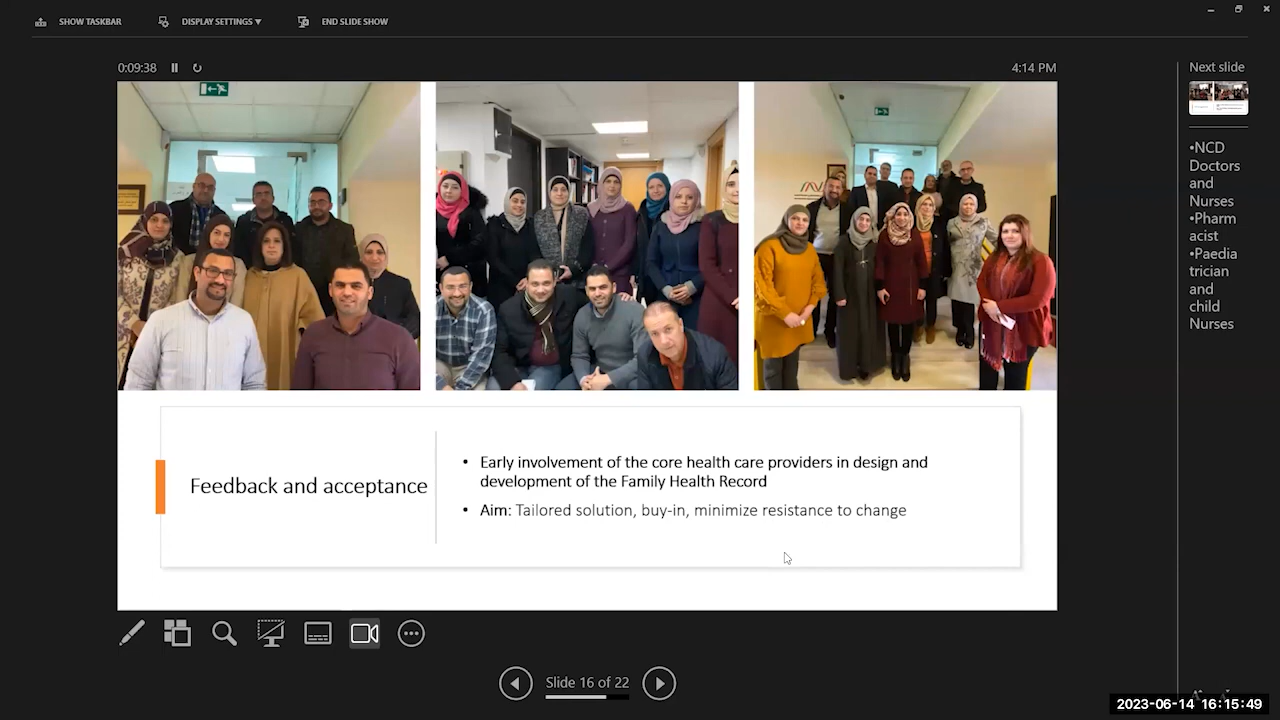 SHOW TASKBAR
DISPLAY SETTINGS ▼
END SLIDE SHOW
0:09:38
4:14 PM
Next slide
•NCD
Doctors
and
Nurses
•Pharm
acist
•Paedia
trician
and
child
Nurses
Feedback and acceptance
• Early involvement of the core health care providers in design and
development of the Family Health Record
• Aim: Tailored solution, buy-in, minimize resistance to change
Slide 16 of 22
2023-06-14 16:15:49